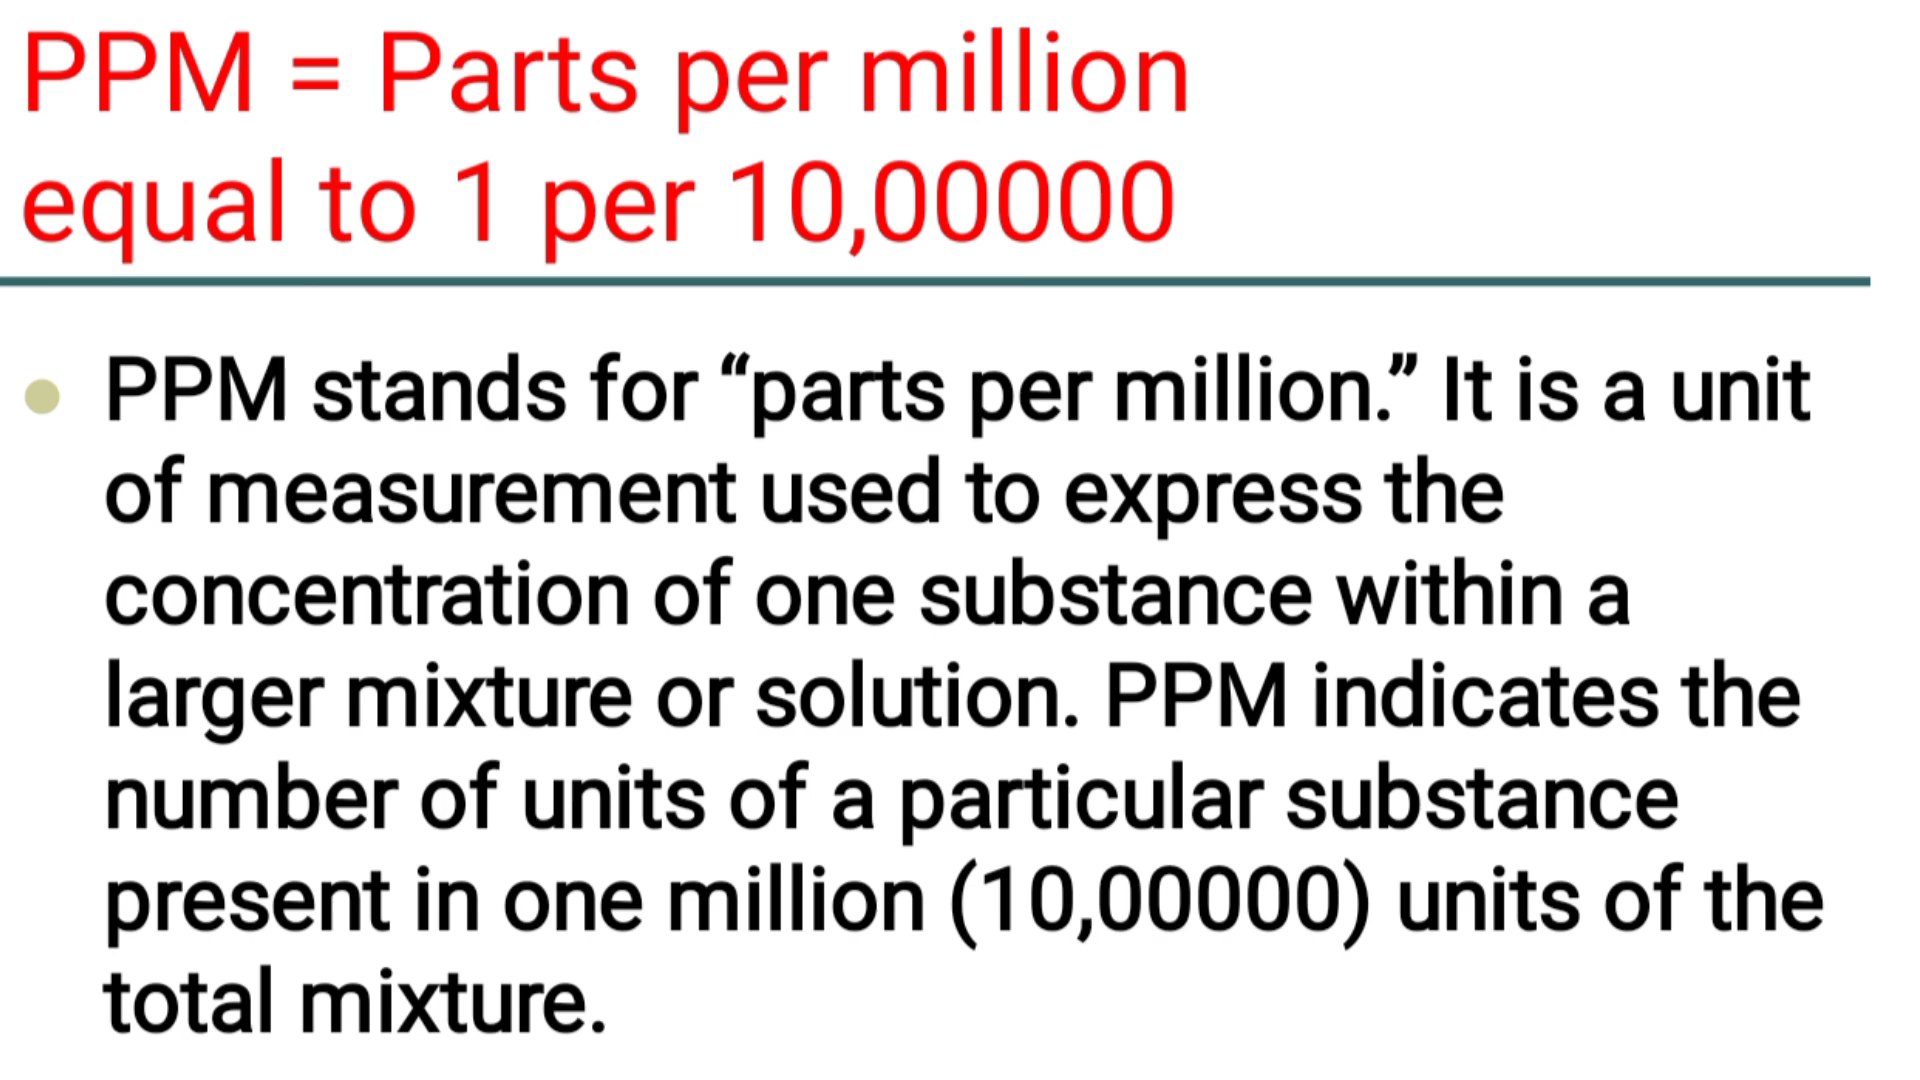 PPM = Parts per million
equal to 1 per 10,00000
PPM stands for “parts per million.” It is a unit
of measurement used to express the
concentration of one substance within a
larger mixture or solution. PPM indicates the
number of units of a particular substance
present in one million (10,00000) units of the
total mixture.